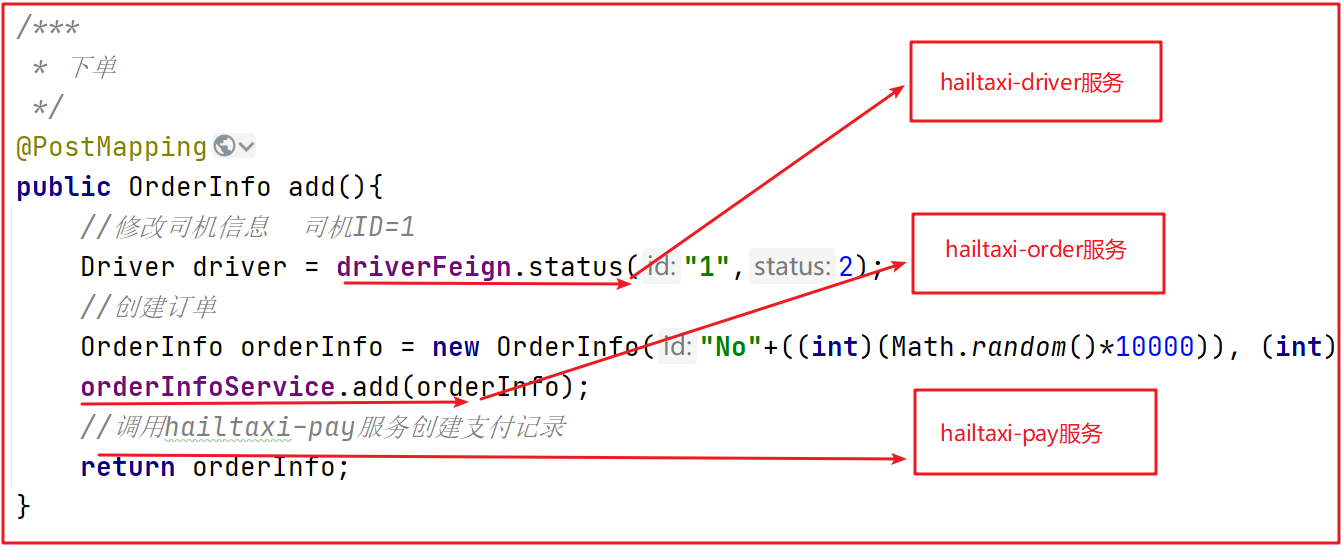 /***
 * 下单
 */
@PostMapping
public OrderInfo add(){
//修改司机信息 司机ID=1
Driver driver = driverFeign.status( id: "1", status: 2);
//创建订单
OrderInfo orderInfo = new OrderInfo( id: "No"+((int)(Math.random()*10000)), (int)
orderInfoService.add(orderInfo);
//调用hailtaxi-pay服务创建支付记录
return orderInfo;
}
hailtaxi-driver服务
hailtaxi-order服务
hailtaxi-pay服务